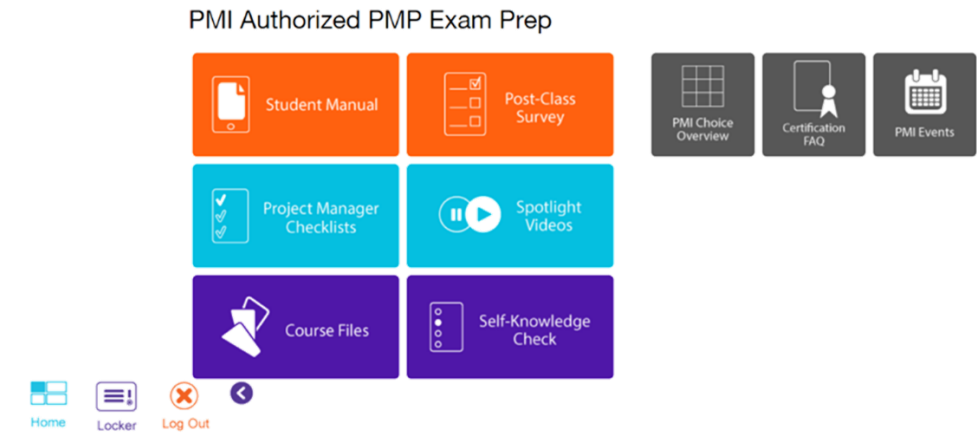 PMI Authorized PMP Exam Prep
Student Manual
Post-Class
Survey
PMI Choice
Overview
Certification
FAQ
PMI Events
Project Manager
Checklists
Spotlight
Videos
Course Files
Self-Knowledge
Check
Home
Locker
Log Out